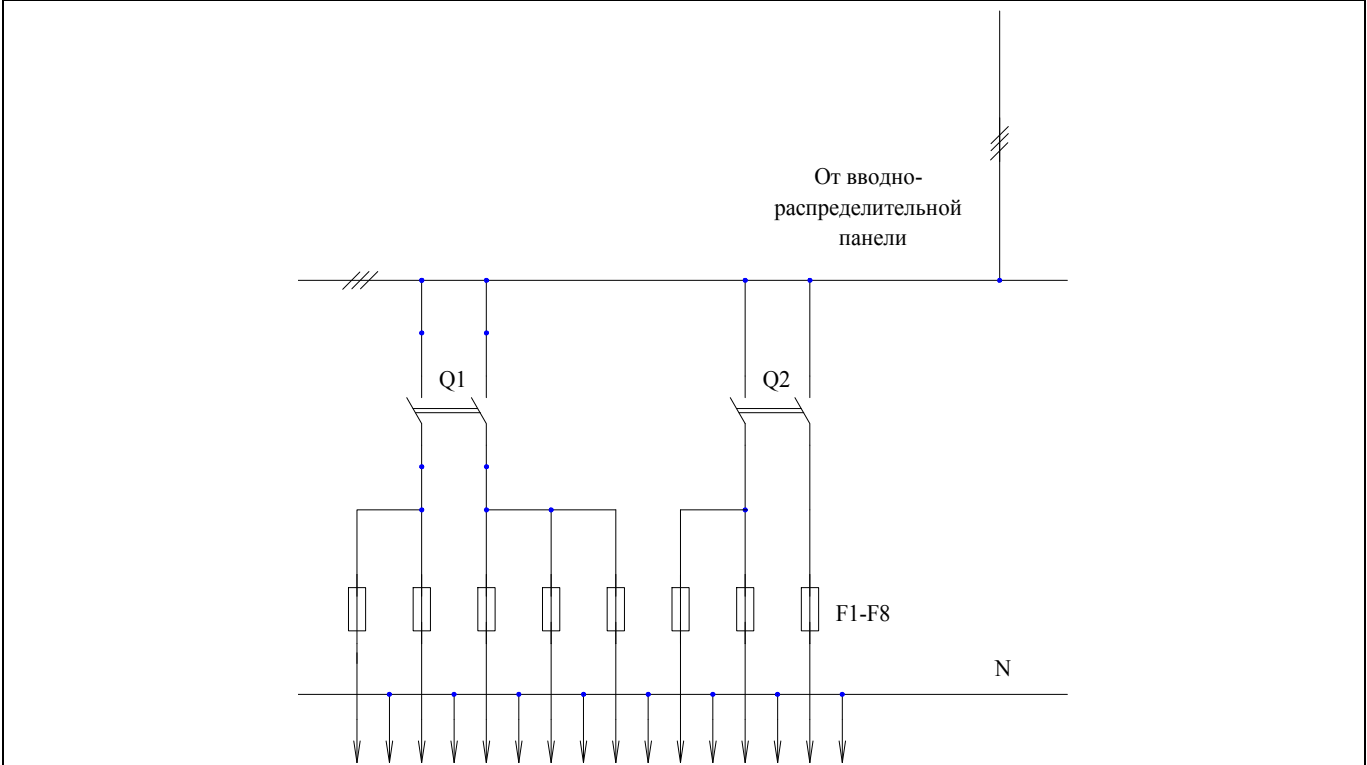 От вводно-
распределительной
панели
Q1
Q2
F1-F8
N